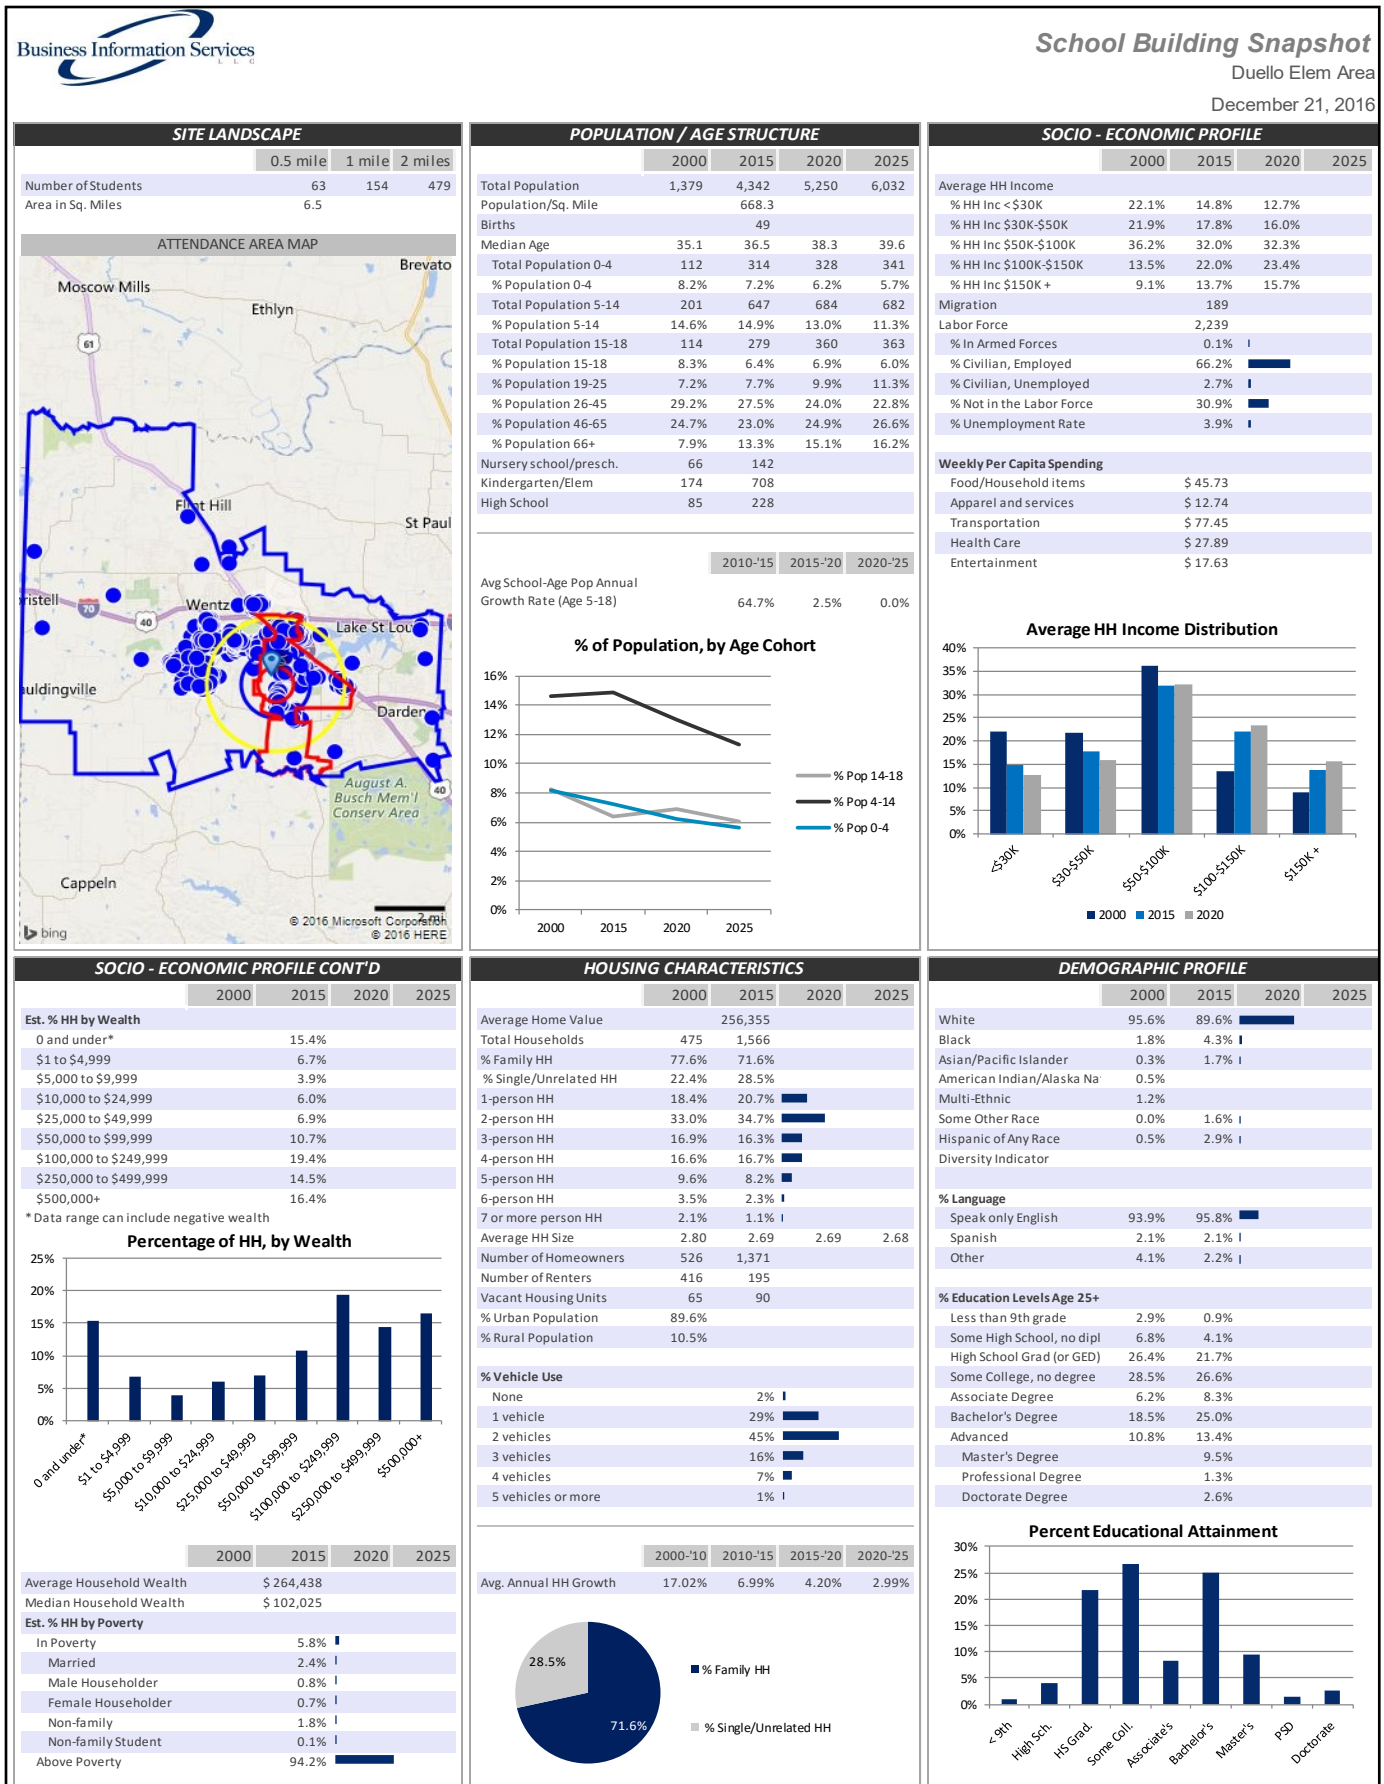 Business Information Services
L L C
School Building Snapshot
Duello Elem Area
December 21, 2016
SITE LANDSCAPE
0.5 mile 1 mile 2 miles
Number of Students 63 154 479
Area in Sq. Miles 6.5
ATTENDANCE AREA MAP
Brevato
Moscow Mills
Ethlyn
61
Flint Hill
St Paul
ristell
70
Wentz
40
Lake St Lou
auldingville
Darden
August A.
Busch Mem'l
Conserv Area
40
Cappeln
2 mi
© 2016 Microsoft Corporation
bing
© 2016 HERE
POPULATION / AGE STRUCTURE
2000 2015 2020 2025
Total Population 1,379 4,342 5,250 6,032
Population/Sq. Mile 668.3
Births 49
Median Age 35.1 36.5 38.3 39.6
Total Population 0-4 112 314 328 341
% Population 0-4 8.2% 7.2% 6.2% 5.7%
Total Population 5-14 201 647 684 682
% Population 5-14 14.6% 14.9% 13.0% 11.3%
Total Population 15-18 114 279 360 363
% Population 15-18 8.3% 6.4% 6.9% 6.0%
% Population 19-25 7.2% 7.7% 9.9% 11.3%
% Population 26-45 29.2% 27.5% 24.0% 22.8%
% Population 46-65 24.7% 23.0% 24.9% 26.6%
% Population 66+ 7.9% 13.3% 15.1% 16.2%
Nursery school/presch. 66 142
Kindergarten/Elem 174 708
High School 85 228
2010-'15 2015-'20 2020-'25
Avg School-Age Pop Annual
Growth Rate (Age 5-18) 64.7% 2.5% 0.0%
% of Population, by Age Cohort
16%
14%
12%
10%
8%
6%
4%
2%
0%
2000 2015 2020 2025
% Pop 14-18
% Pop 4-14
% Pop 0-4
SOCIO - ECONOMIC PROFILE
2000 2015 2020 2025
Average HH Income
% HH Inc <$30K 22.1% 14.8% 12.7%
% HH Inc $30K-$50K 21.9% 17.8% 16.0%
% HH Inc $50K-$100K 36.2% 32.0% 32.3%
% HH Inc $100K-$150K 13.5% 22.0% 23.4%
% HH Inc $150K + 9.1% 13.7% 15.7%
Migration 189
Labor Force 2,239
% In Armed Forces 0.1%
% Civilian, Employed 66.2%
% Civilian, Unemployed 2.7%
% Not in the Labor Force 30.9%
% Unemployment Rate 3.9%
Weekly Per Capita Spending
Food/Household items $ 45.73
Apparel and services $ 12.74
Transportation $ 77.45
Health Care $ 27.89
Entertainment $ 17.63
Average HH Income Distribution
40%
35%
30%
25%
20%
15%
10%
5%
0%
<$30K $30-$50K $50-$100K $100-$150K $150K +
2000 2015 2020
SOCIO - ECONOMIC PROFILE CONT'D
2000 2015 2020 2025
Est. % HH by Wealth
0 and under* 15.4%
$1 to $4,999 6.7%
$5,000 to $9,999 3.9%
$10,000 to $24,999 6.0%
$25,000 to $49,999 6.9%
$50,000 to $99,999 10.7%
$100,000 to $249,999 19.4%
$250,000 to $499,999 14.5%
$500,000+ 16.4%
* Data range can include negative wealth
Percentage of HH, by Wealth
25%
20%
15%
10%
5%
0%
0 and under* $1 to $4,999 $5,000 to $9,999 $10,000 to $24,999 $25,000 to $49,999 $50,000 to $99,999 $100,000 to $249,999 $250,000 to $499,999 $500,000+
2000 2015 2020 2025
Average Household Wealth $ 264,438
Median Household Wealth $ 102,025
Est. % HH by Poverty
In Poverty 5.8%
Married 2.4%
Male Householder 0.8%
Female Householder 0.7%
Non-family 1.8%
Non-family Student 0.1%
Above Poverty 94.2%
HOUSING CHARACTERISTICS
2000 2015 2020 2025
Average Home Value 256,355
Total Households 475 1,566
% Family HH 77.6% 71.6%
% Single/Unrelated HH 22.4% 28.5%
1-person HH 18.4% 20.7%
2-person HH 33.0% 34.7%
3-person HH 16.9% 16.3%
4-person HH 16.6% 16.7%
5-person HH 9.6% 8.2%
6-person HH 3.5% 2.3%
7 or more person HH 2.1% 1.1%
Average HH Size 2.80 2.69 2.69 2.68
Number of Homeowners 526 1,371
Number of Renters 416 195
Vacant Housing Units 65 90
% Urban Population 89.6%
% Rural Population 10.5%
% Vehicle Use
None 2%
1 vehicle 29%
2 vehicles 45%
3 vehicles 16%
4 vehicles 7%
5 vehicles or more 1%
2000-'10 2010-'15 2015-'20 2020-'25
Avg. Annual HH Growth 17.02% 6.99% 4.20% 2.99%
28.5%
71.6%
% Family HH
% Single/Unrelated HH
DEMOGRAPHIC PROFILE
2000 2015 2020 2025
White 95.6% 89.6%
Black 1.8% 4.3%
Asian/Pacific Islander 0.3% 1.7%
American Indian/Alaska Na 0.5%
Multi-Ethnic 1.2%
Some Other Race 0.0% 1.6%
Hispanic of Any Race 0.5% 2.9%
Diversity Indicator
% Language
Speak only English 93.9% 95.8%
Spanish 2.1% 2.1%
Other 4.1% 2.2%
% Education Levels Age 25+
Less than 9th grade 2.9% 0.9%
Some High School, no dipl 6.8% 4.1%
High School Grad (or GED) 26.4% 21.7%
Some College, no degree 28.5% 26.6%
Associate Degree 6.2% 8.3%
Bachelor's Degree 18.5% 25.0%
Advanced 10.8% 13.4%
Master's Degree 9.5%
Professional Degree 1.3%
Doctorate Degree 2.6%
Percent Educational Attainment
30%
25%
20%
15%
10%
5%
0%
< 9th High Sch. HS Grad. Some Coll. Associate's Bachelor's Master's PSD Doctorate